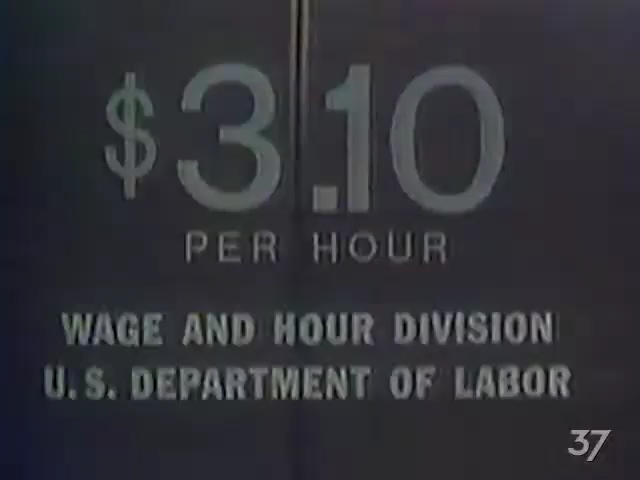 $3.10
PER HOUR
WAGE AND HOUR DIVISION
U.S. DEPARTMENT OF LABOR
37